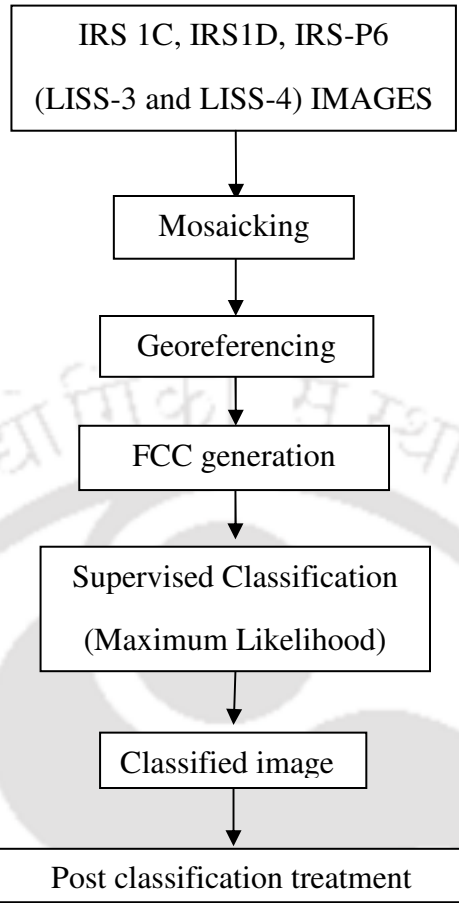 IRS 1C, IRS1D, IRS-P6
(LISS-3 and LISS-4) IMAGES
Mosaicking
Georeferencing
FCC generation
Supervised Classification
(Maximum Likelihood)
Classified image
Post classification treatment